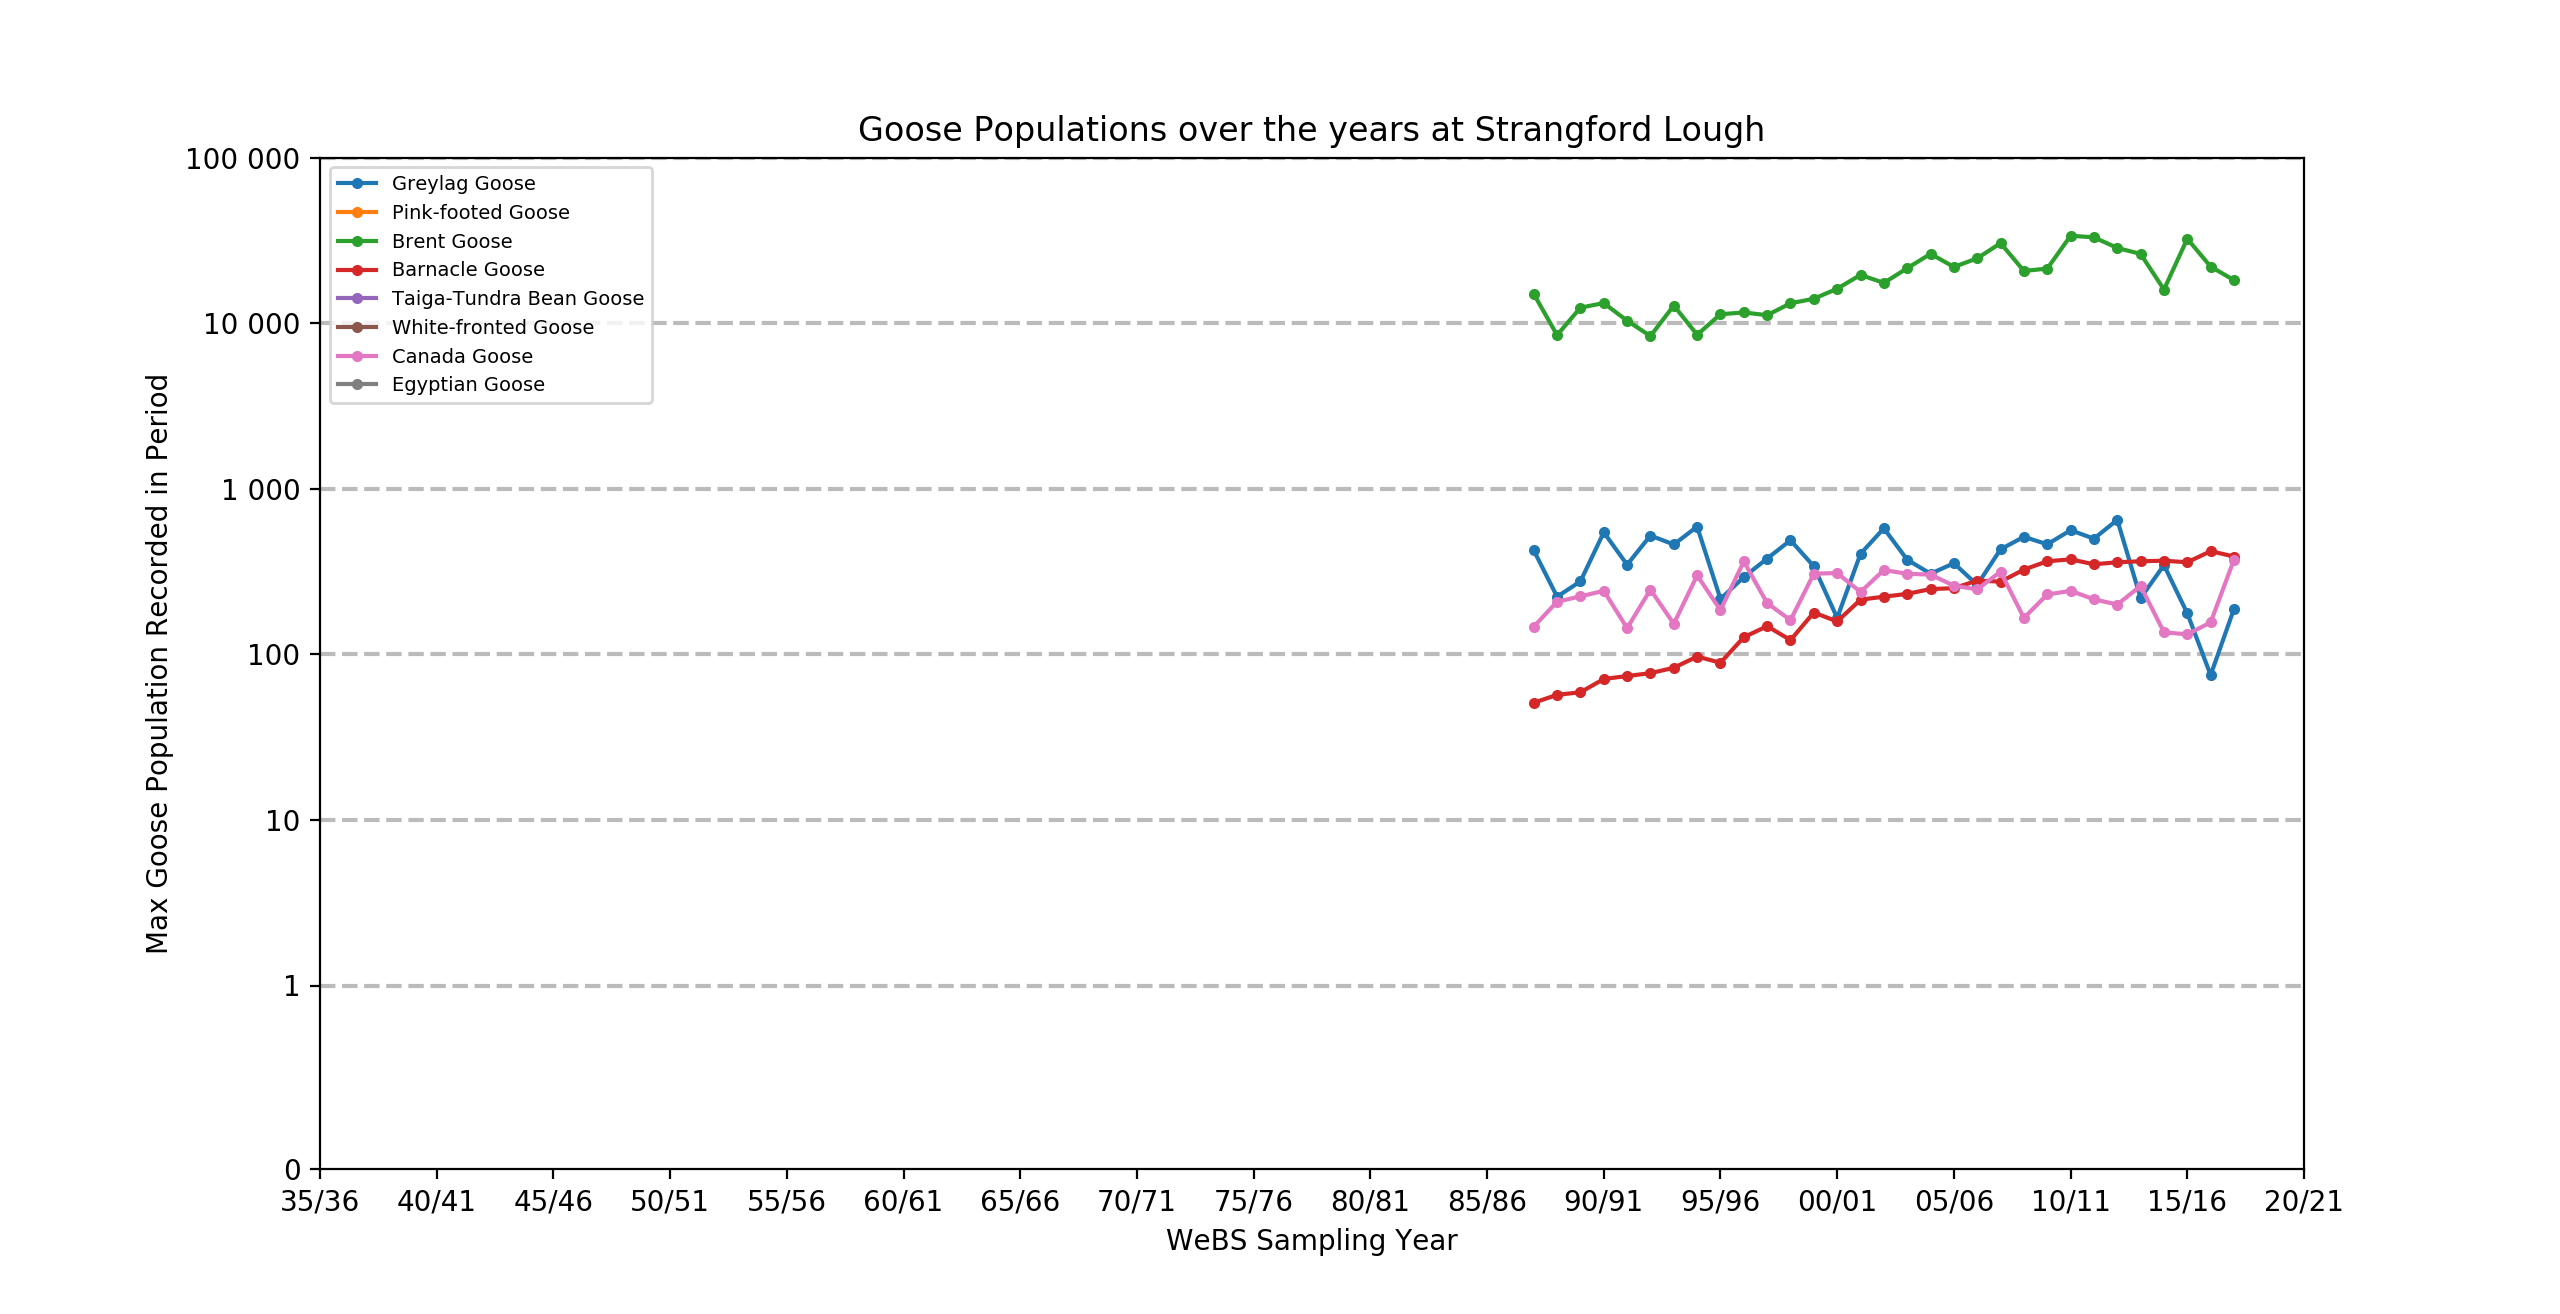 Goose Populations over the years at Strangford Lough
100 000
10 000
1 000
100
10
1
0
Max Goose Population Recorded in Period
Greylag Goose
Pink-footed Goose
Brent Goose
Barnacle Goose
Taiga-Tundra Bean Goose
White-fronted Goose
Canada Goose
Egyptian Goose
35/36 40/41 45/46 50/51 55/56 60/61 65/66 70/71 75/76 80/81 85/86 90/91 95/96 00/01 05/06 10/11 15/16 20/21
WeBS Sampling Year